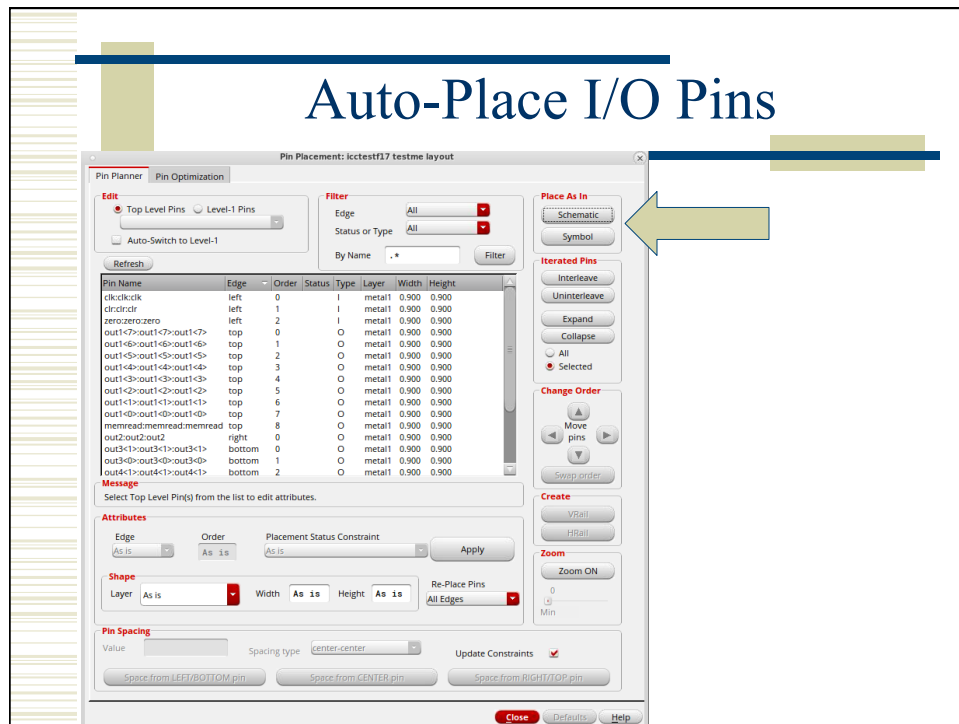 Auto-Place I/O Pins
Pin Placement: icctestf17 testme layout
Pin Planner Pin Optimization
Edit
Top Level Pins Level-1 Pins
Auto-Switch to Level-1
Refresh
Filter
Edge All
Status or Type All
By Name .* Filter
Place As In
Schematic
Symbol
Pin Name Edge Order Status Type Layer Width Height
clk:clk:clk left 0 I metal1 0.900 0.900
clr:clr:clr left 1 I metal1 0.900 0.900
zero:zero:zero left 2 I metal1 0.900 0.900
out1<7>:out1<7>:out1<7> top 0 O metal1 0.900 0.900
out1<6>:out1<6>:out1<6> top 1 O metal1 0.900 0.900
out1<5>:out1<5>:out1<5> top 2 O metal1 0.900 0.900
out1<4>:out1<4>:out1<4> top 3 O metal1 0.900 0.900
out1<3>:out1<3>:out1<3> top 4 O metal1 0.900 0.900
out1<2>:out1<2>:out1<2> top 5 O metal1 0.900 0.900
out1<1>:out1<1>:out1<1> top 6 O metal1 0.900 0.900
out1<0>:out1<0>:out1<0> top 7 O metal1 0.900 0.900
memread:memread:memread top 8 O metal1 0.900 0.900
out2:out2:out2 right 0 O metal1 0.900 0.900
out3<1>:out3<1>:out3<1> bottom 0 O metal1 0.900 0.900
out3<0>:out3<0>:out3<0> bottom 1 O metal1 0.900 0.900
out4<1>:out4<1>:out4<1> bottom 2 O metal1 0.900 0.900
Iterated Pins
Interleave
Uninterleave
Expand
Collapse
All
Selected
Change Order
Move
pins
Swap order
Message
Select Top Level Pin(s) from the list to edit attributes.
Create
VRail
HRail
Attributes
Edge Order Placement Status Constraint
As is As is As is Apply
Shape
Layer As is Width As is Height As is
Re-Place Pins
All Edges
Zoom
Zoom ON
0
Min
Pin Spacing
Value Spacing type center-center Update Constraints
Space from LEFT/BOTTOM pin Space from CENTER pin Space from RIGHT/TOP pin
Close Defaults Help